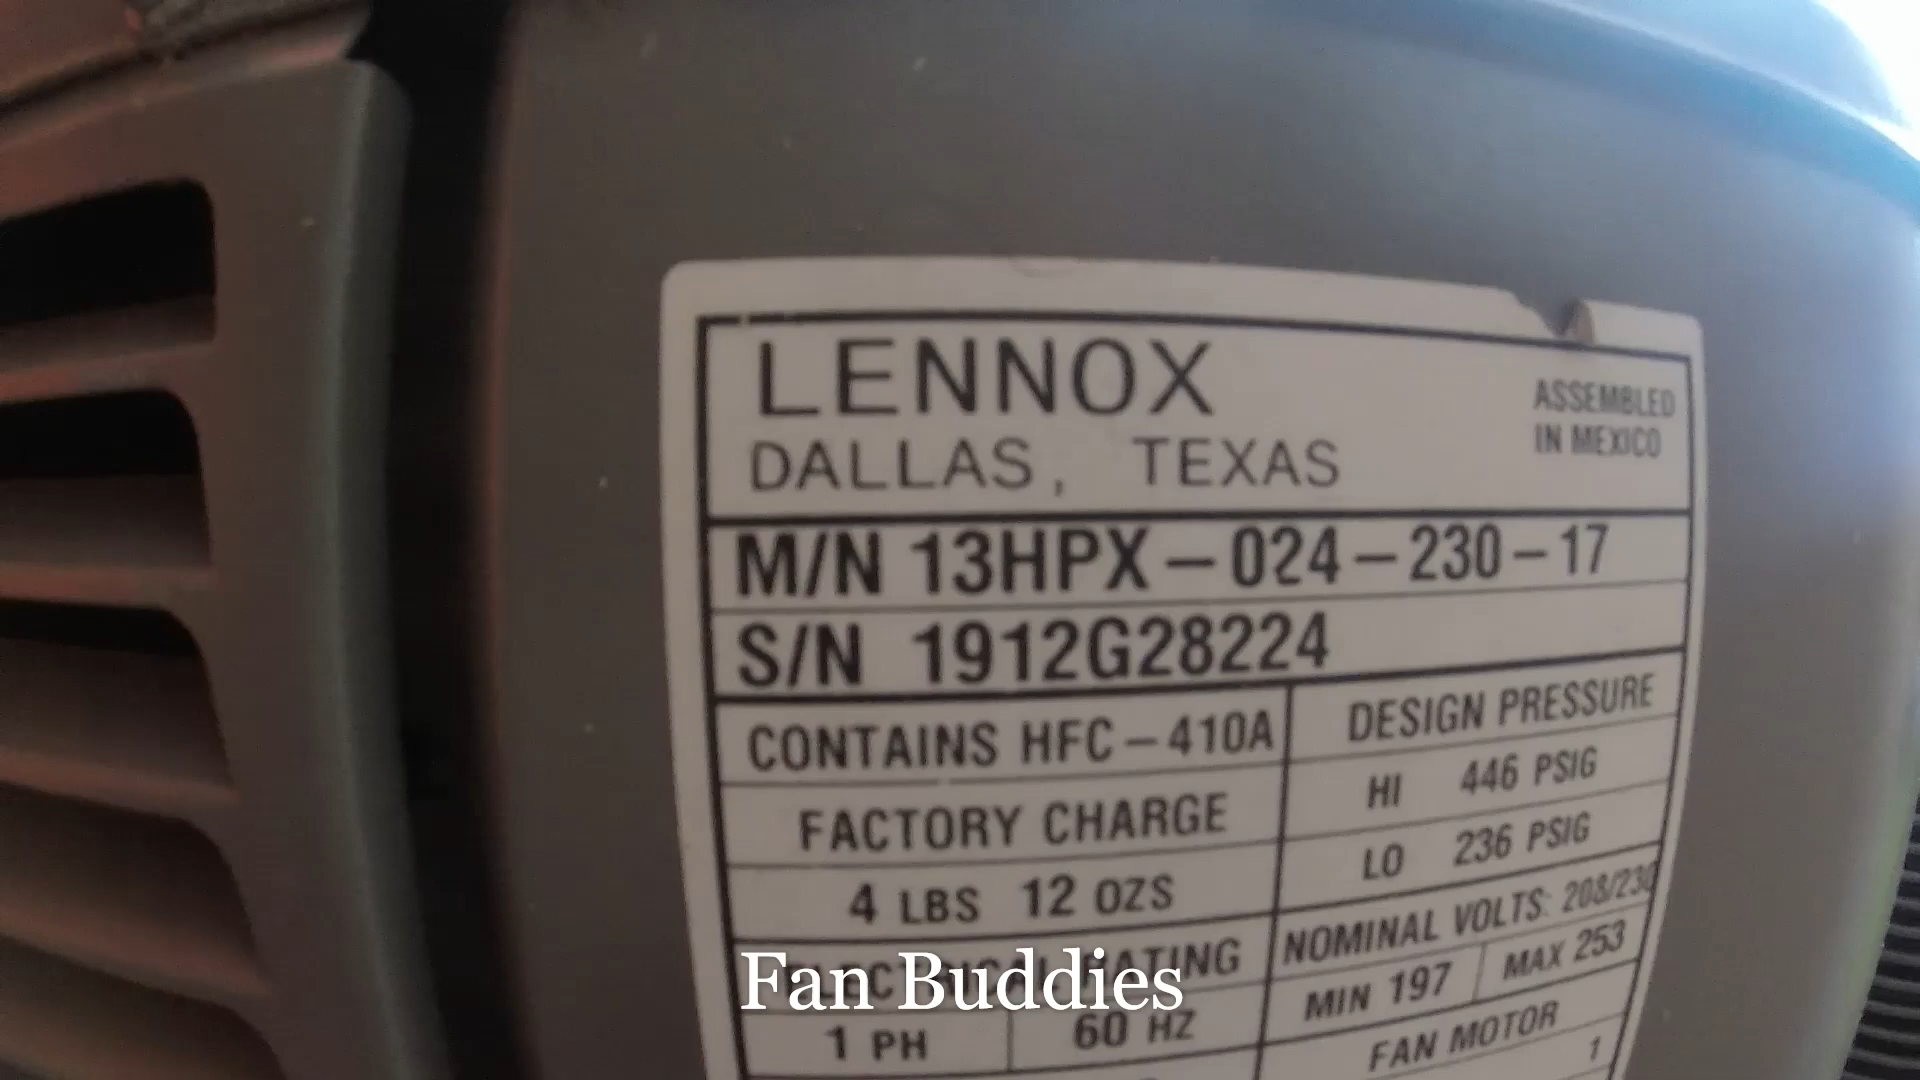 LENNOX
DALLAS, TEXAS
ASSEMBLED
IN MEXICO
M/N 13HPX-024-230-17
S/N 1912G28224
CONTAINS HFC-410A
DESIGN PRESSURE
HI 446 PSIG
FACTORY CHARGE
LO 236 PSIG
4 LBS 12 OZS
NOMINAL VOLTS: 208/230
ELECTRICAL RATING
MIN 197 MAX 253
Fan Buddies
1 PH 60 HZ
FAN MOTOR
1